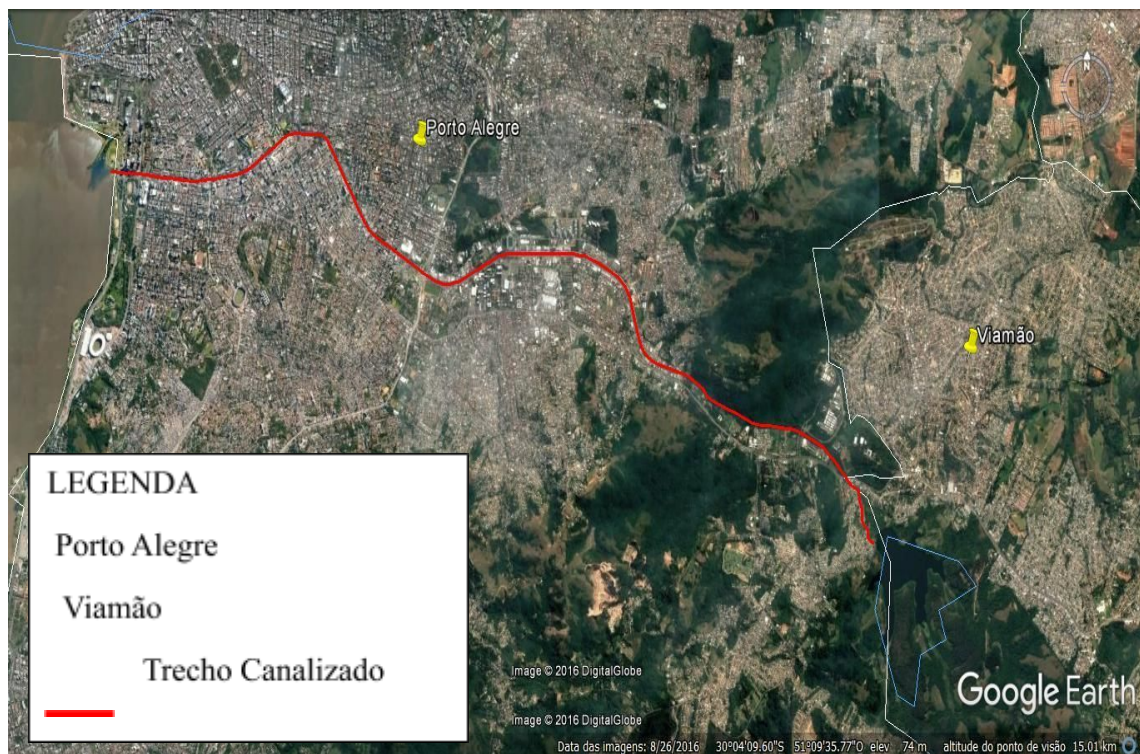 Porto Alegre
N
Viamão
10
LEGENDA
Porto Alegre
Viamão
Trecho Canalizado
Image © 2016 DigitalGlobe
Google Earth
Image © 2016 DigitalGlobe
Data das imagens: 8/26/2016 30°04'09.60"S 51°09'35.77"O elev 74 m altitude do ponto de visão 15.01 km